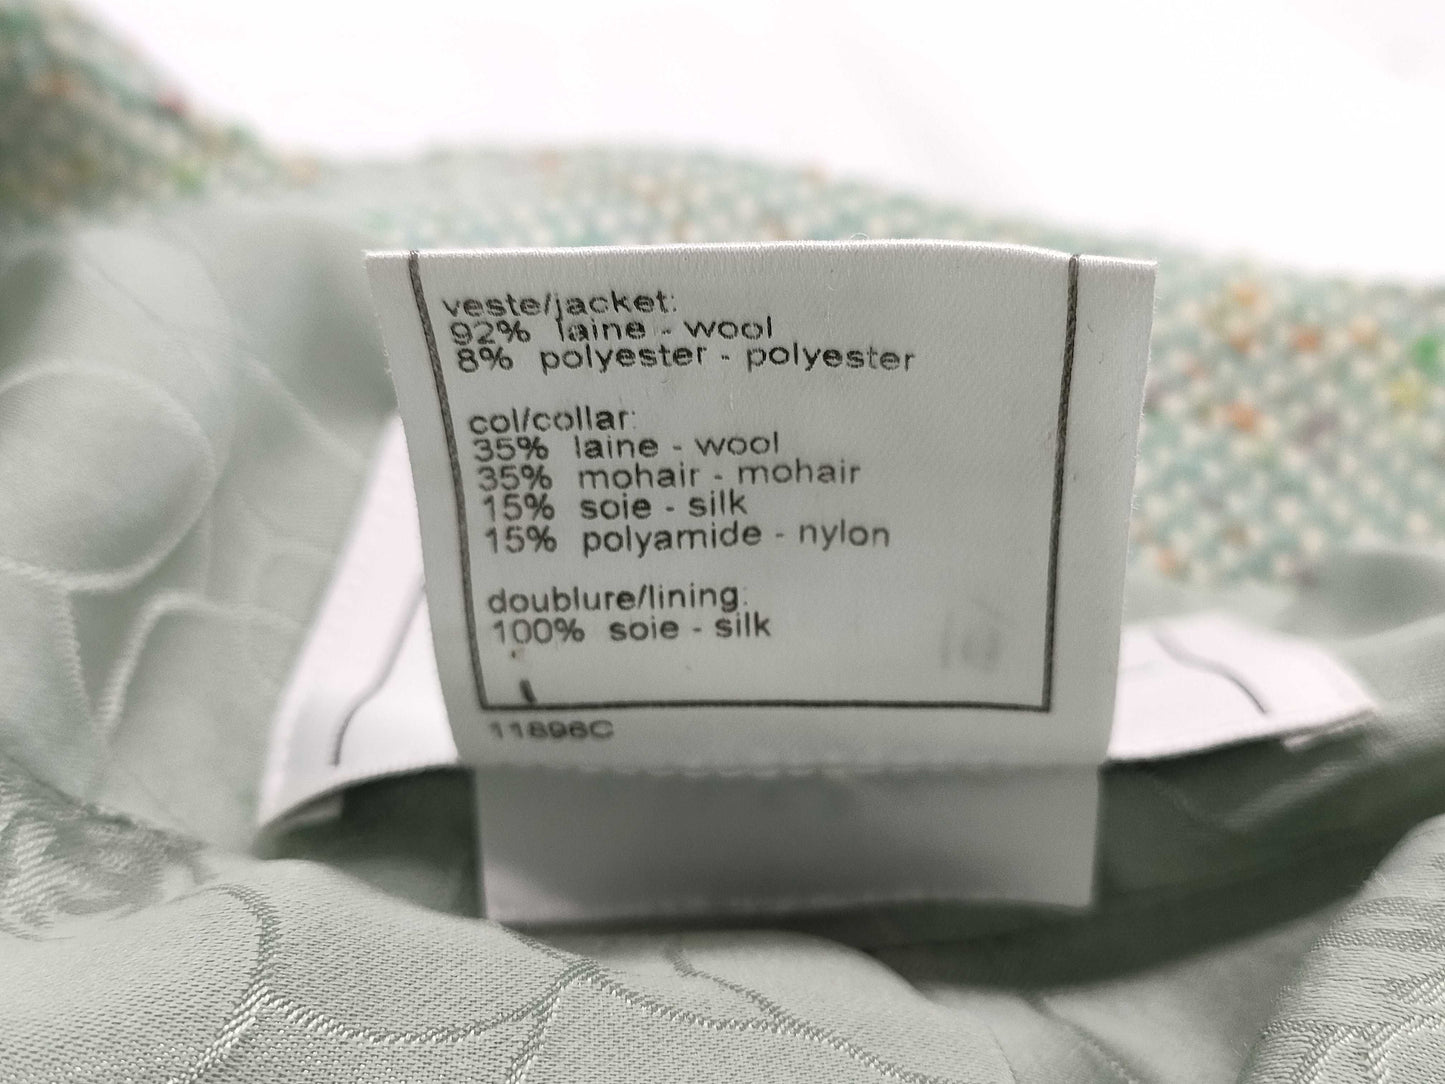 veste/jacket:
92% laine - wool
8% polyester - polyester
col/collar:
35% laine - wool
35% mohair - mohair
15% soie - silk
15% polyamide - nylon
doublure/lining:
100% soie - silk
11896C